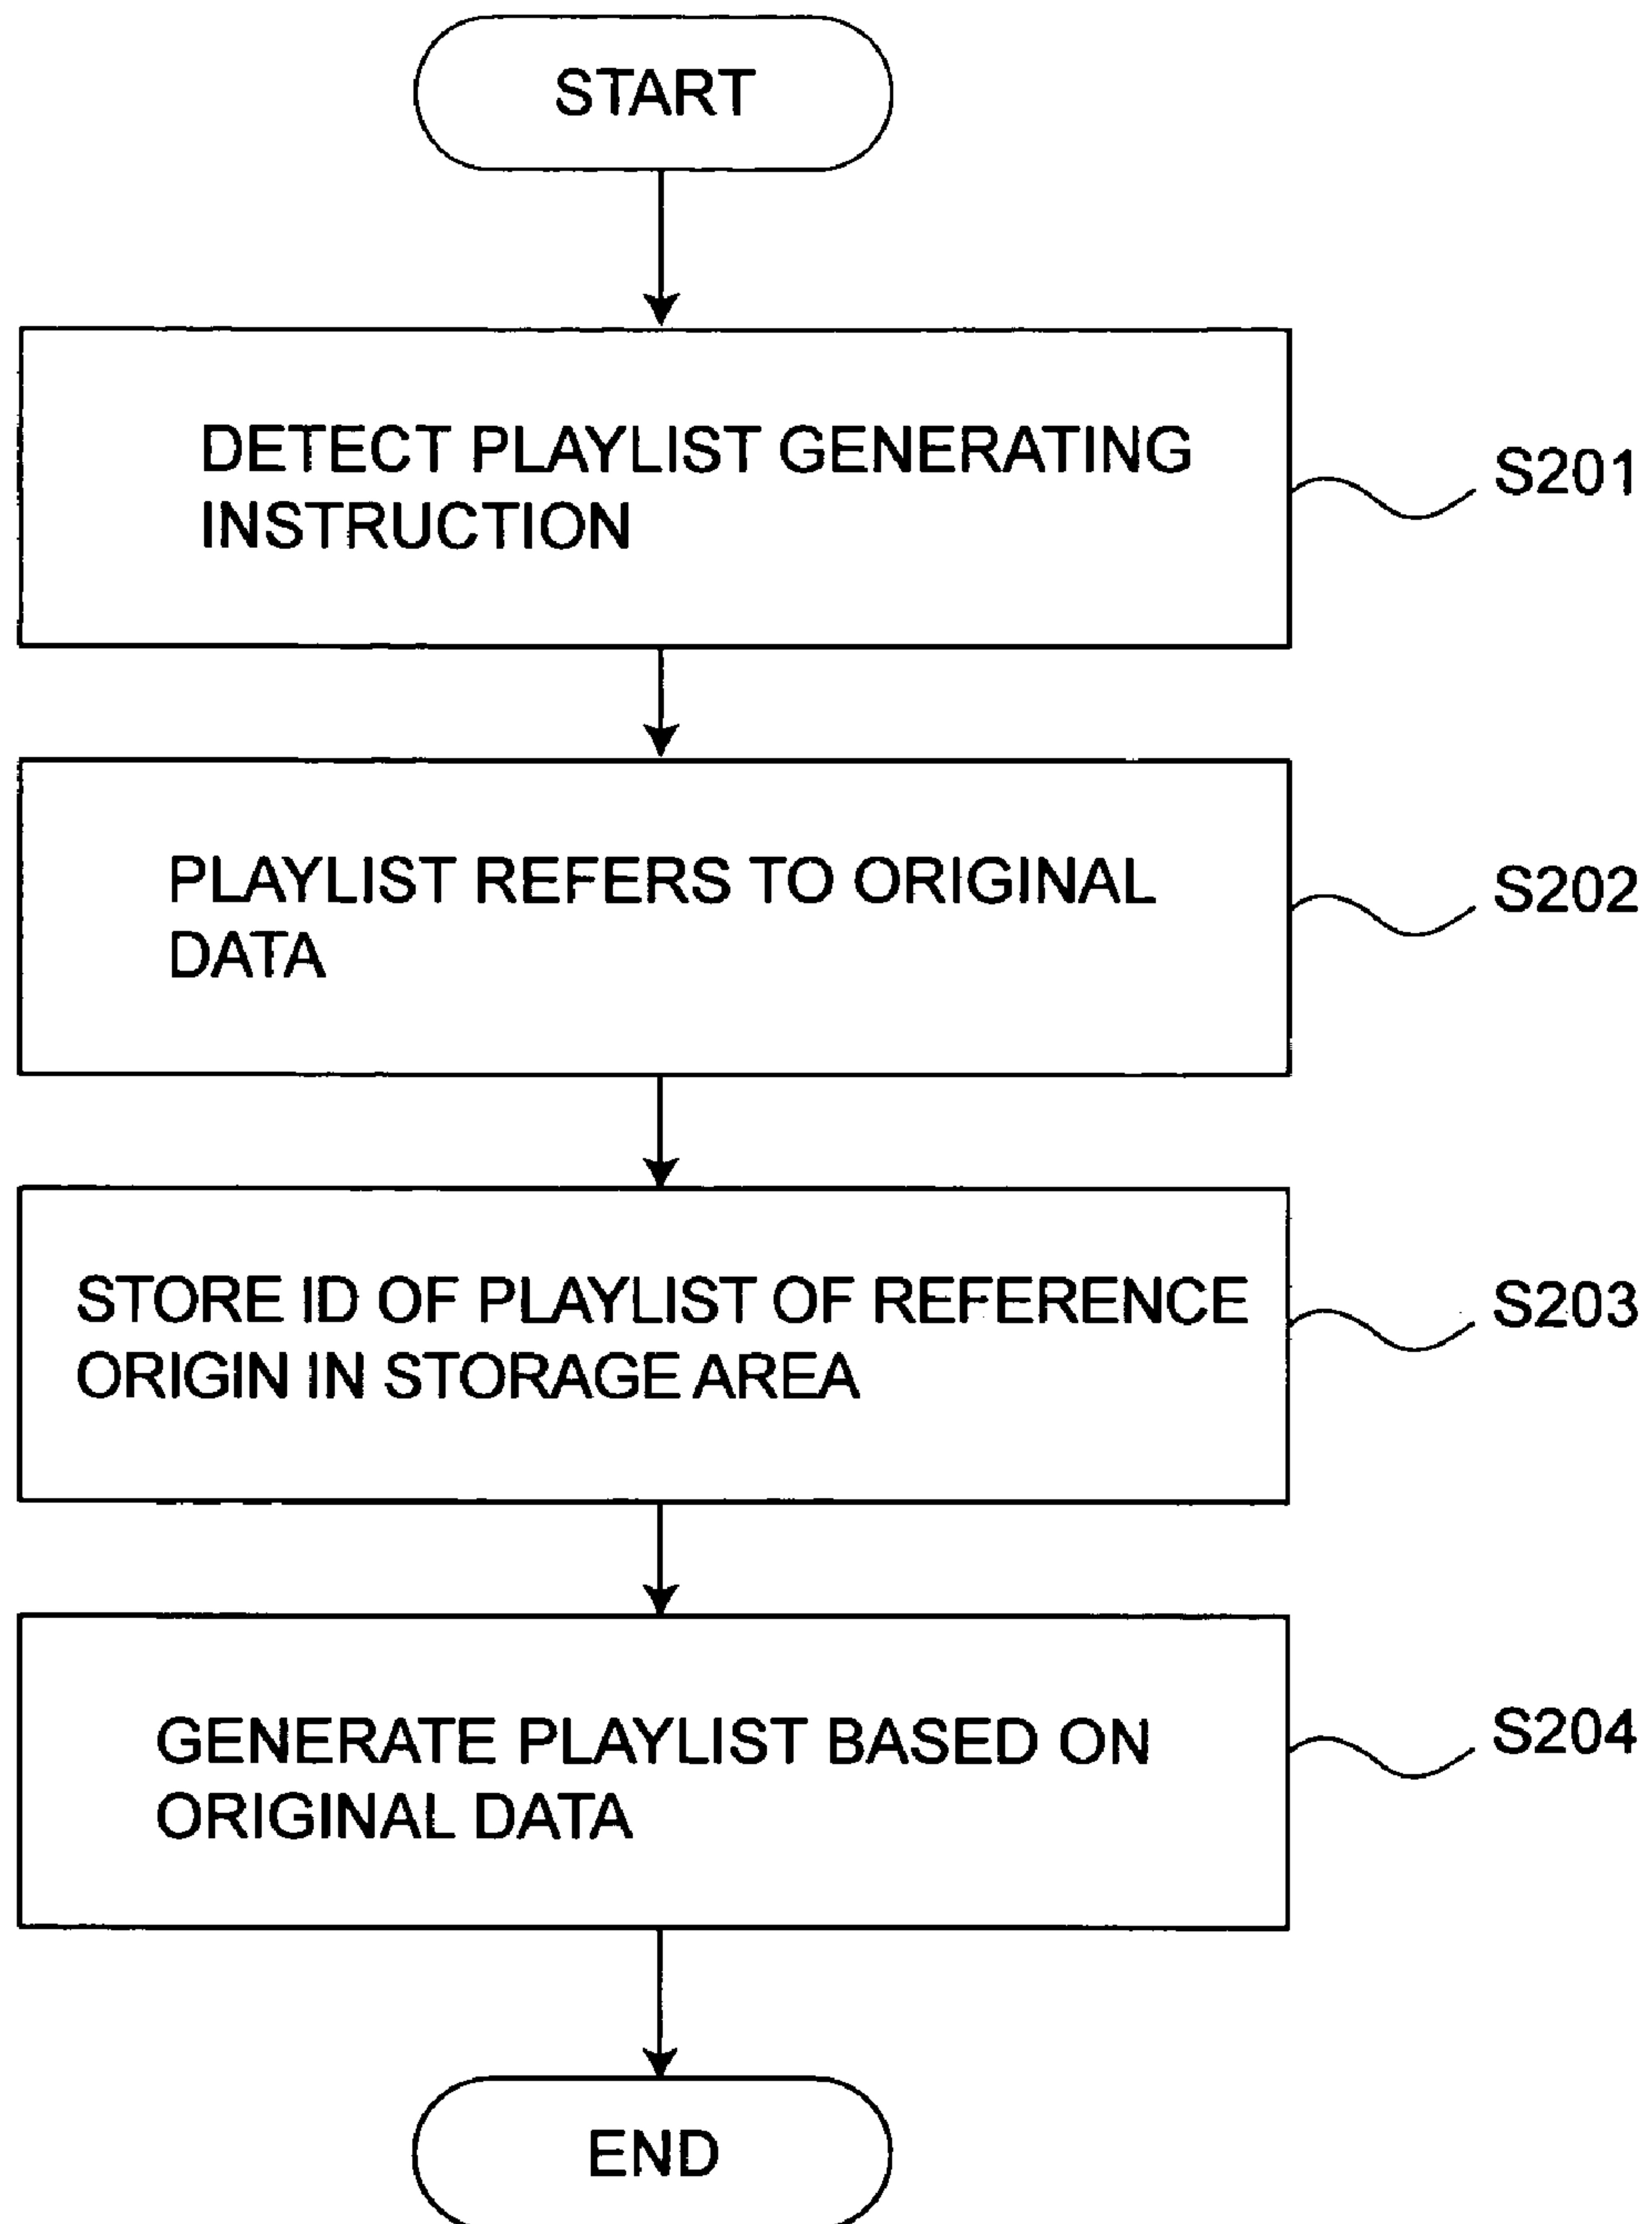 START
DETECT PLAYLIST GENERATING
INSTRUCTION
S201
PLAYLIST REFERS TO ORIGINAL
DATA
S202
STORE ID OF PLAYLIST OF REFERENCE
ORIGIN IN STORAGE AREA
S203
GENERATE PLAYLIST BASED ON
ORIGINAL DATA
S204
END